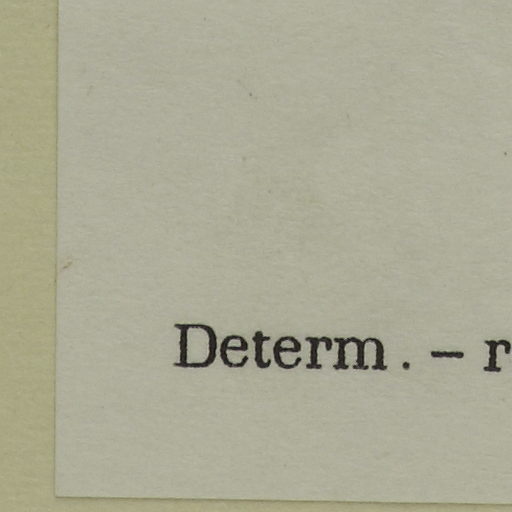 Determ. – r